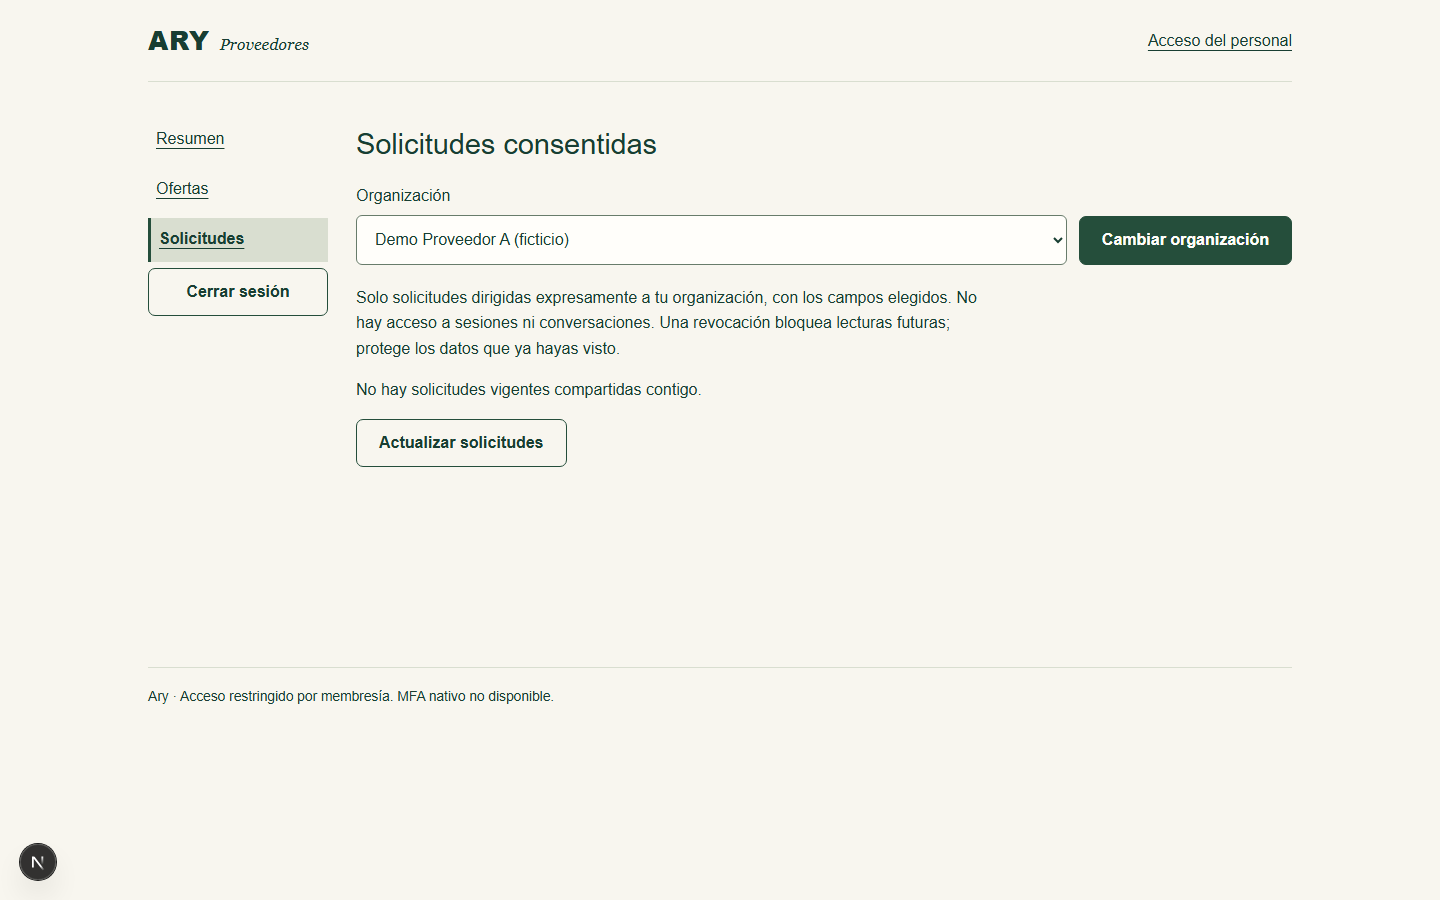 ARY Proveedores
Acceso del personal
Resumen
Ofertas
Solicitudes
Cerrar sesión
Solicitudes consentidas
Organización
Demo Proveedor A (ficticio)
Cambiar organización
Solo solicitudes dirigidas expresamente a tu organización, con los campos elegidos. No
hay acceso a sesiones ni conversaciones. Una revocación bloquea lecturas futuras;
protege los datos que ya hayas visto.
No hay solicitudes vigentes compartidas contigo.
Actualizar solicitudes
Ary · Acceso restringido por membresía. MFA nativo no disponible.
N